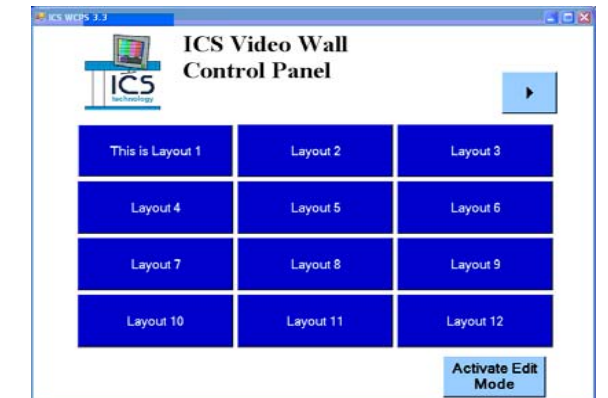 ICS WCPS 3.3
ICS Video Wall
Control Panel
ICS
technology
This is Layout 1
Layout 2
Layout 3
Layout 4
Layout 5
Layout 6
Layout 7
Layout 8
Layout 9
Layout 10
Layout 11
Layout 12
Activate Edit
Mode